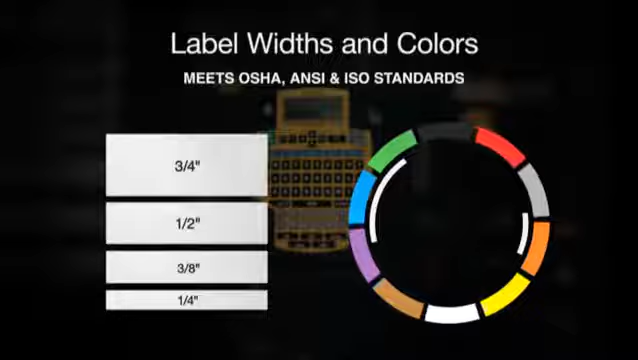 Label Widths and Colors
MEETS OSHA, ANSI & ISO STANDARDS
3/4"
1/2"
3/8"
1/4"